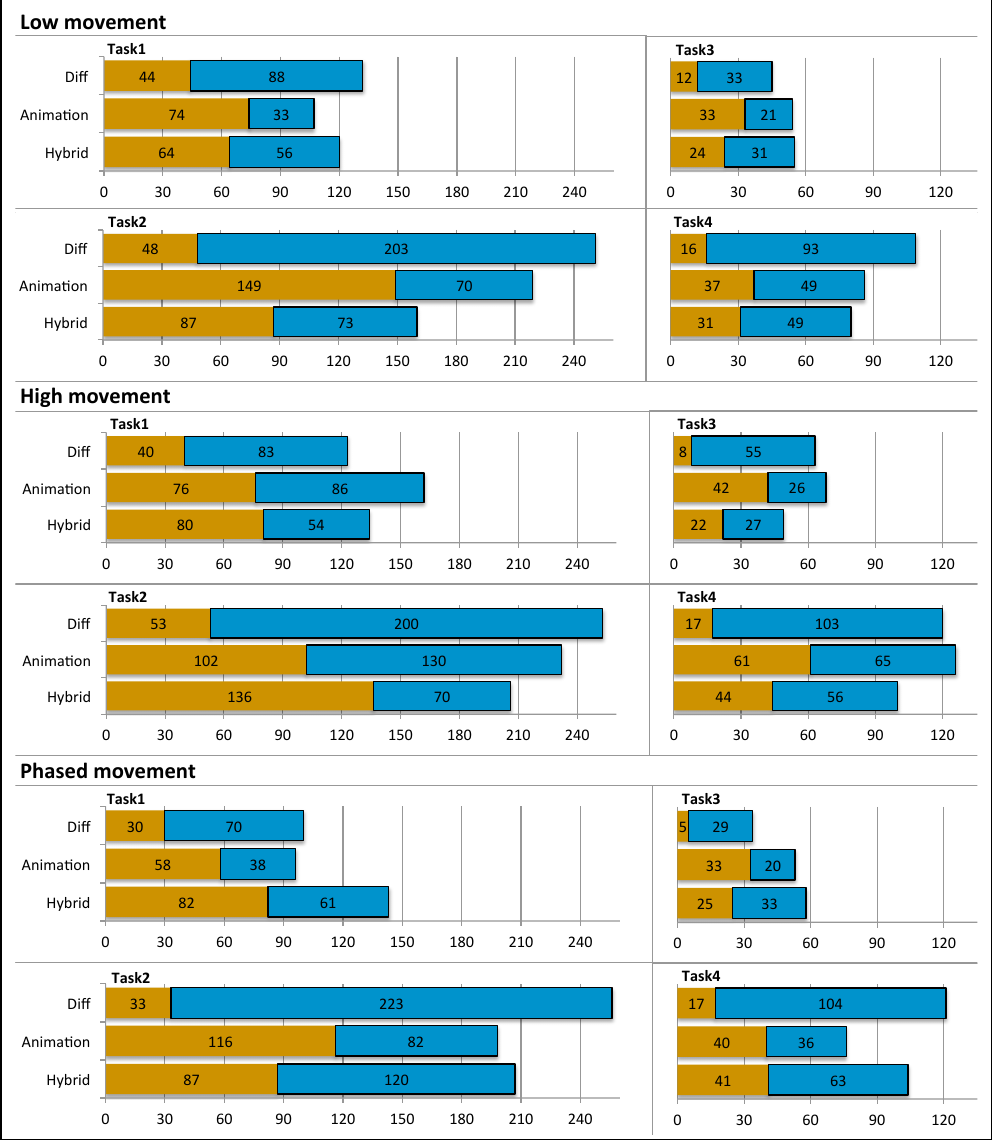 Low movement
Task1
Task3
Diff 44 88 12 33
Animation 74 33 33 21
Hybrid 64 56 24 31
0 30 60 90 120 150 180 210 240 0 30 60 90 120
Task2
Task4
Diff 48 203 16 93
Animation 149 70 37 49
Hybrid 87 73 31 49
0 30 60 90 120 150 180 210 240 0 30 60 90 120
High movement
Task1
Task3
Diff 40 83 8 55
Animation 76 86 42 26
Hybrid 80 54 22 27
0 30 60 90 120 150 180 210 240 0 30 60 90 120
Task2
Task4
Diff 53 200 17 103
Animation 102 130 61 65
Hybrid 136 70 44 56
0 30 60 90 120 150 180 210 240 0 30 60 90 120
Phased movement
Task1
Task3
Diff 30 70 5 29
Animation 58 38 33 20
Hybrid 82 61 25 33
0 30 60 90 120 150 180 210 240 0 30 60 90 120
Task2
Task4
Diff 33 223 17 104
Animation 116 82 40 36
Hybrid 87 120 41 63
0 30 60 90 120 150 180 210 240 0 30 60 90 120